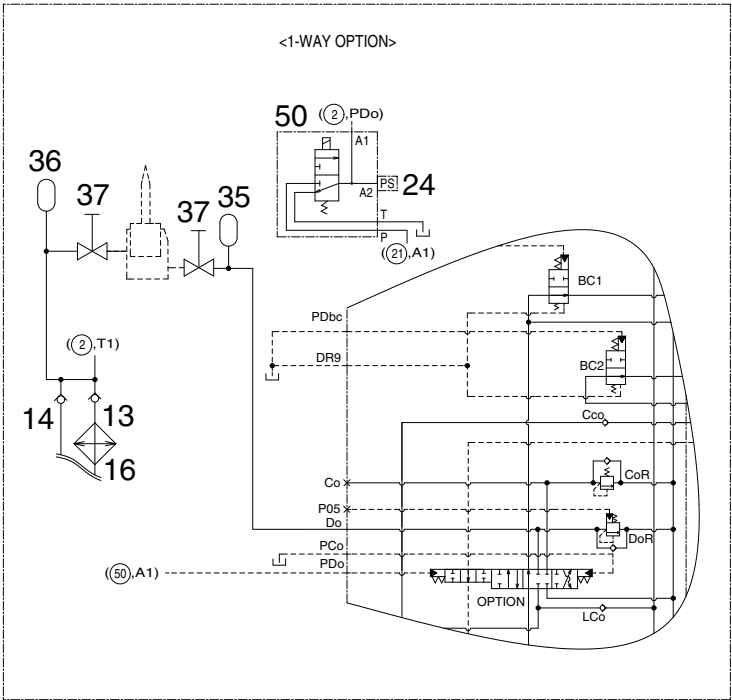 <1-WAY OPTION>
50
(2,PDo)
36
A1
37
35
PS
24
A2
T
P
(21,A1)
BC1
PDbc
DR9
(2,T1)
BC2
14
13
Cco
16
Co
CoR
P05
Do
DoR
PCo
(50,A1)
PDo
OPTION
LCo